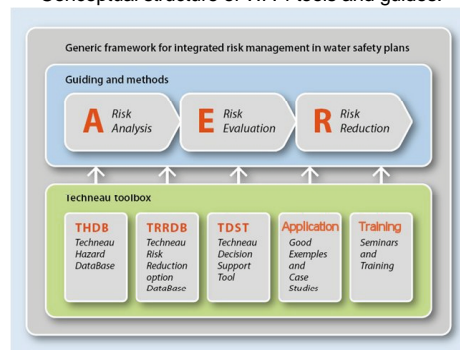 Conceptual structure of WA4 tools and guides.
Generic framework for integrated risk management in water safety plans
Guiding and methods
A Risk Analysis
E Risk Evaluation
R Risk Reduction
Techneau toolbox
THDB
Techneau
Hazard
DataBase
TRRDB
Techneau
Risk
Reduction
option
DataBase
TDST
Techneau
Decision
Support
Tool
Application
Good
Exemples
and
Case
Studies
Training
Seminars
and
Training